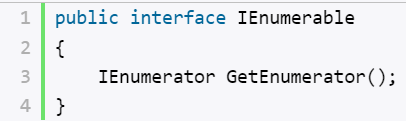 1 public interface IEnumerable
2 {
3     IEnumerator GetEnumerator();
4 }